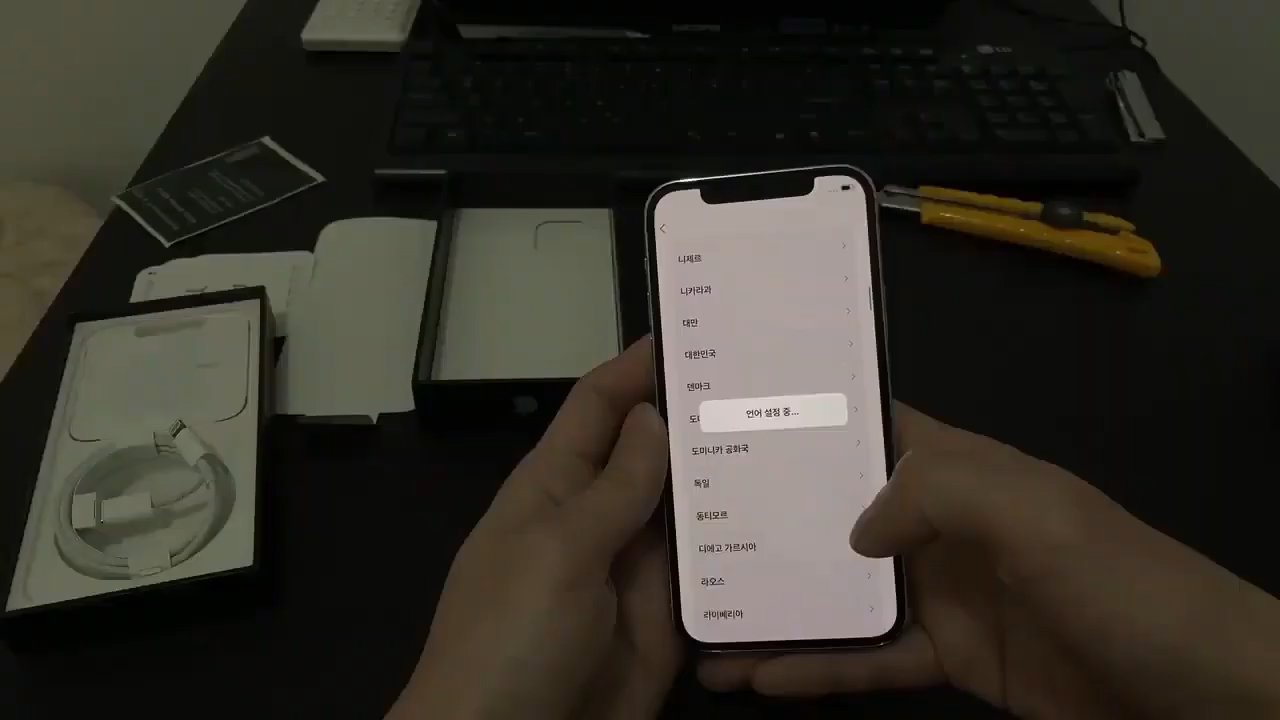 니제르
니카라과
대만
대한민국
덴마크
언어 설정 중...
도미니카 공화국
독일
동티모르
디에고 가르시아
라오스
라이베리아
LG